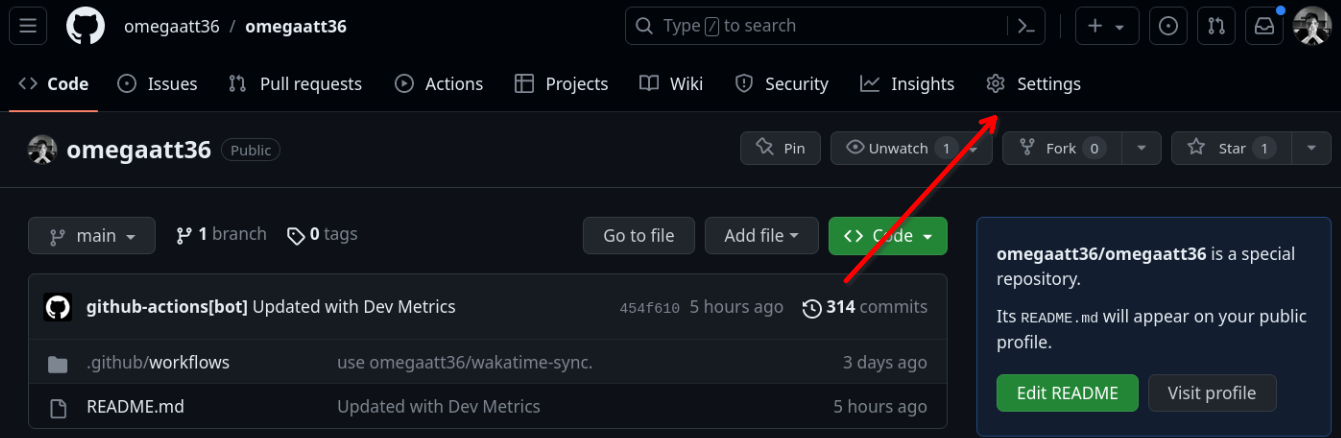 omegaatt36 / omegaatt36 Type / to search
Code Issues Pull requests Actions Projects Wiki Security Insights Settings
omegaatt36 Public Pin Unwatch 1 Fork 0 Star 1
main 1 branch 0 tags Go to file Add file Code
github-actions[bot] Updated with Dev Metrics 454f610 5 hours ago 314 commits
.github/workflows use omegaatt36/wakatime-sync. 3 days ago
README.md Updated with Dev Metrics 5 hours ago
omegaatt36/omegaatt36 is a special
repository.
Its README.md will appear on your public
profile.
Edit README Visit profile